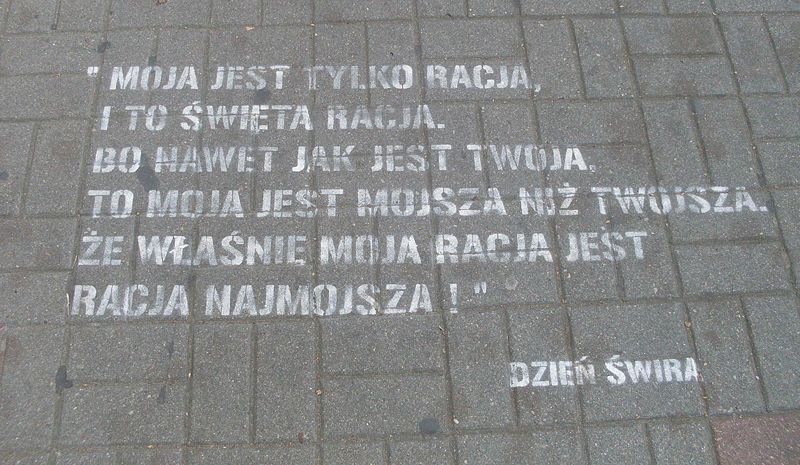 " MOJA JEST TYLKO RACJA,
I TO ŚWIĘTA RACJA.
BO NAWET JAK JEST TWOJA,
TO MOJA JEST MOJSZA NIŻ TWOJSZA.
ŻE WŁAŚNIE MOJA RACJA JEST
RACJA NAJMOJSZA ! "
DZIEŃ ŚWIRA